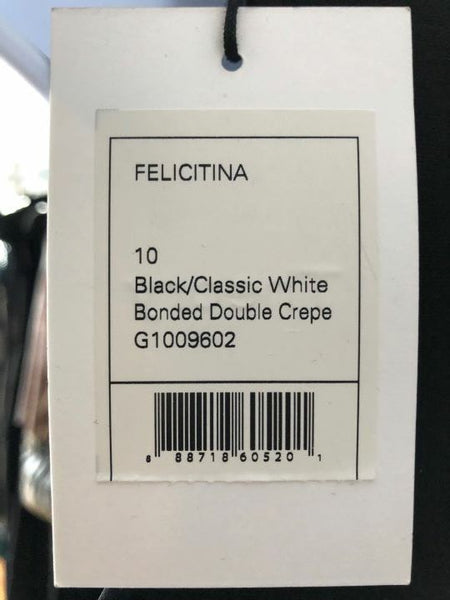 FELICITINA
10
Black/Classic White
Bonded Double Crepe
G1009602
8 88718 60520 1